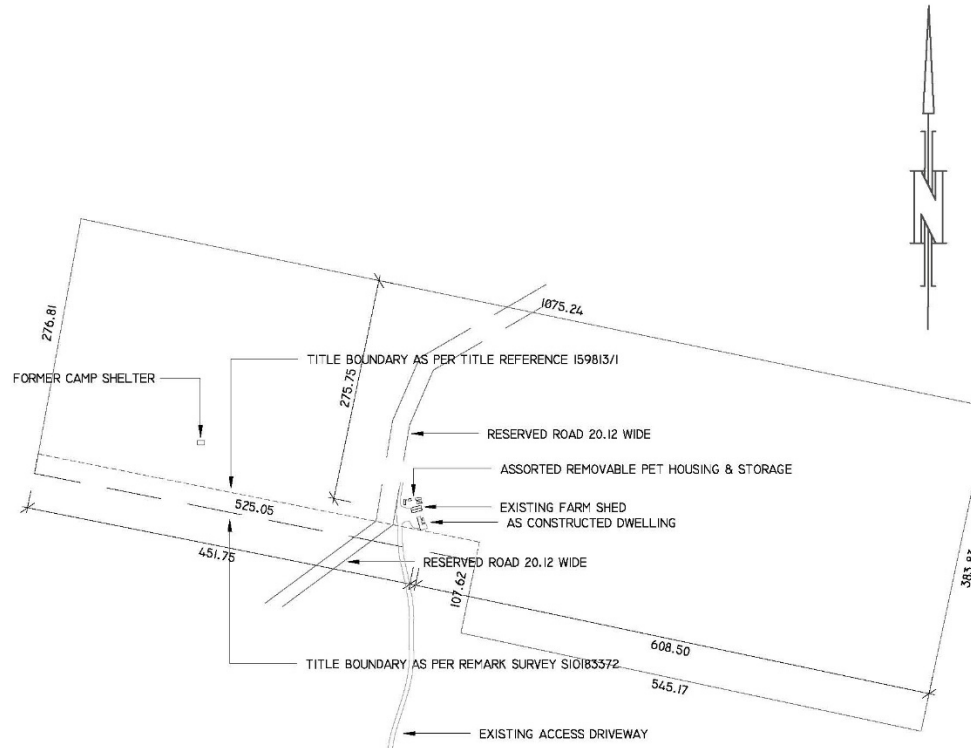 N
1075.24
276.81
TITLE BOUNDARY AS PER TITLE REFERENCE 159813/1
FORMER CAMP SHELTER
275.75
RESERVED ROAD 20.12 WIDE
ASSORTED REMOVABLE PET HOUSING & STORAGE
EXISTING FARM SHED
525.05
AS CONSTRUCTED DWELLING
451.75
RESERVED ROAD 20.12 WIDE
107.62
608.50
TITLE BOUNDARY AS PER REMARK SURVEY S10183372
545.17
EXISTING ACCESS DRIVEWAY